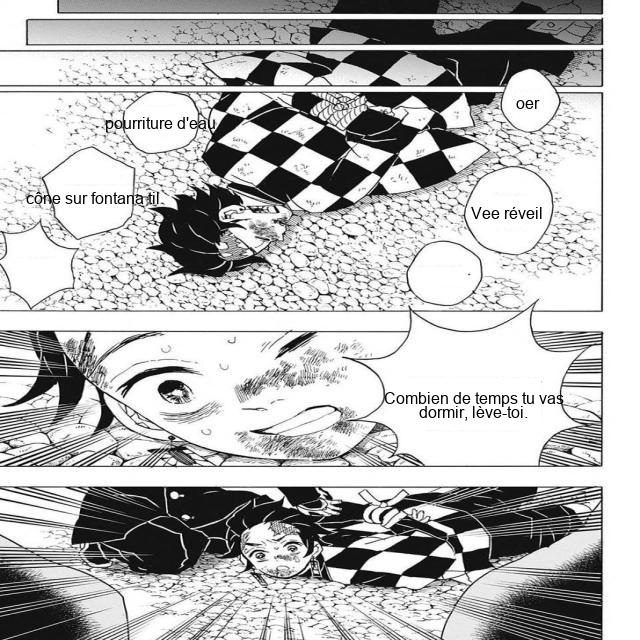 oer
pourriture d'eau
cône sur fontana til.
Vee réveil
Combien de temps tu vas
dormir, lève-toi.